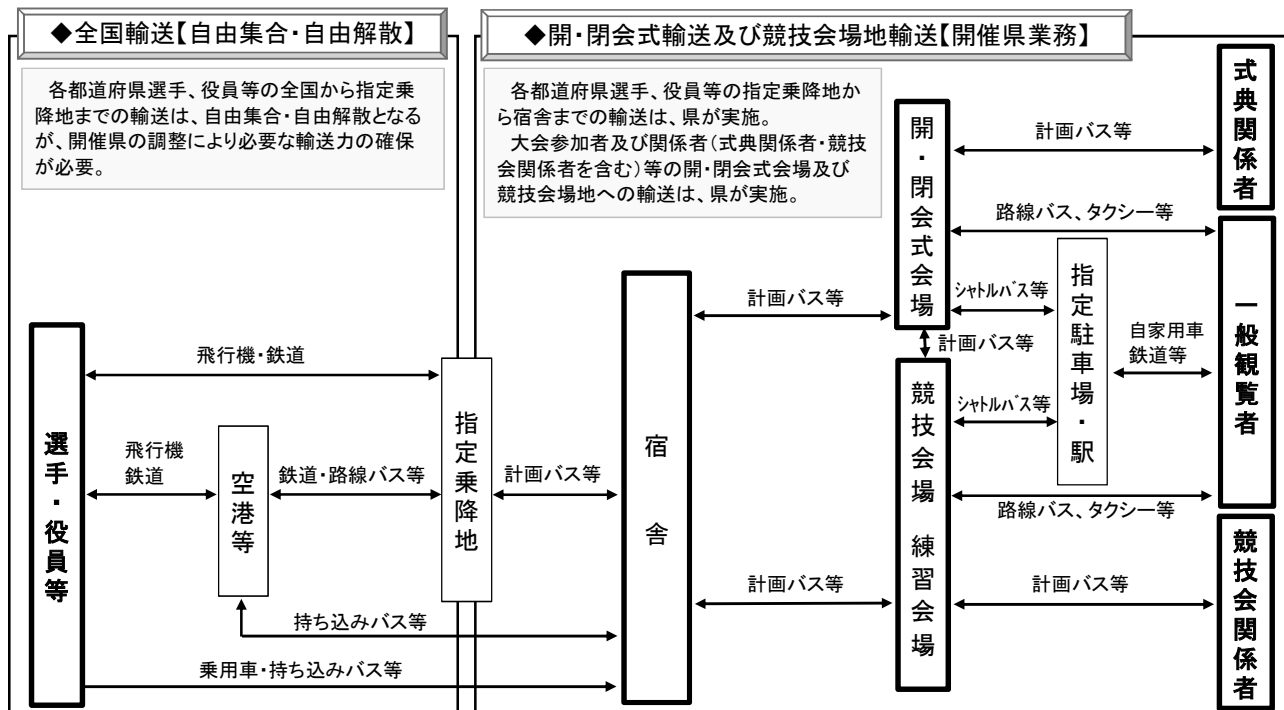 ◆全国輸送【自由集合・自由解散】
各都道府県選手、役員等の全国から指定乗
降地までの輸送は、自由集合・自由解散となる
が、開催県の調整により必要な輸送力の確保
が必要。
◆開・閉会式輸送及び競技会場地輸送【開催県業務】
各都道府県選手、役員等の指定乗降地か
ら宿舎までの輸送は、県が実施。
大会参加者及び関係者（式典関係者・競技
会関係者を含む）等の開・閉会式会場及び
競技会場地への輸送は、県が実施。
選手・役員等
飛行機・鉄道
飛行機
鉄道
空港等
鉄道・路線バス等
持ち込みバス等
乗用車・持ち込みバス等
指定乗降地
計画バス等
宿舎
計画バス等
計画バス等
開・閉会式会場
計画バス等
競技会場 練習会場
計画バス等
路線バス、タクシー等
シャトルバス等
指定駐車場・駅
自家用車
鉄道等
シャトルバス等
路線バス、タクシー等
計画バス等
式典関係者
一般観覧者
競技会関係者